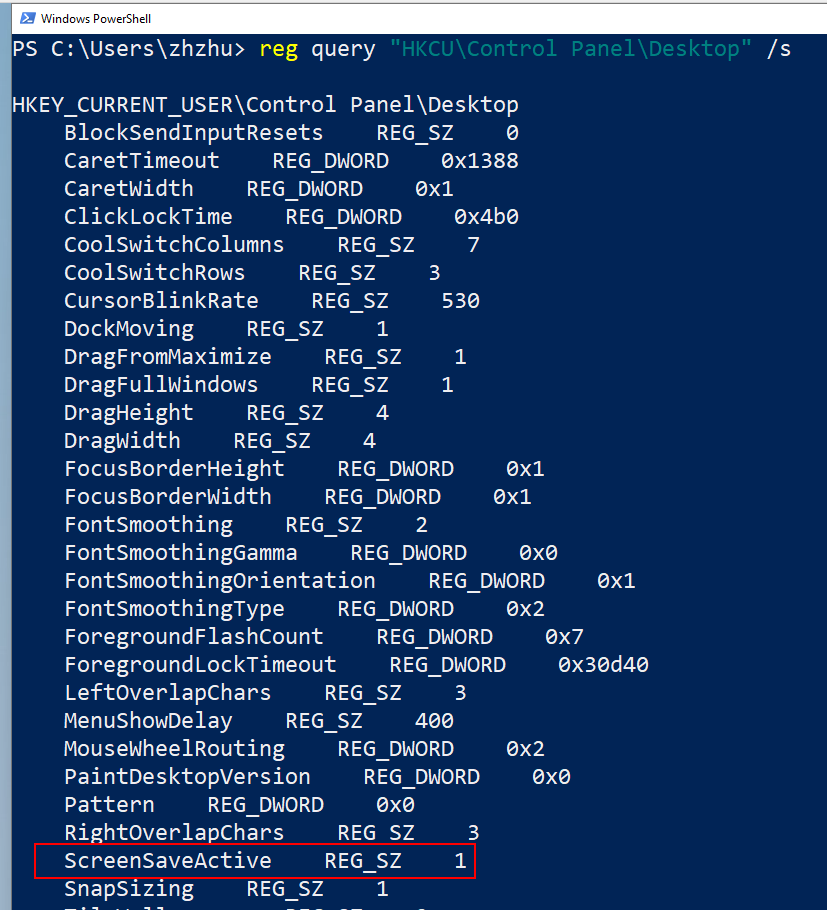 Windows PowerShell
PS C:\Users\zhzhu> reg query "HKCU\Control Panel\Desktop" /s
HKEY_CURRENT_USER\Control Panel\Desktop
BlockSendInputResets    REG_SZ    0
CaretTimeout    REG_DWORD    0x1388
CaretWidth    REG_DWORD    0x1
ClickLockTime    REG_DWORD    0x4b0
CoolSwitchColumns    REG_SZ    7
CoolSwitchRows    REG_SZ    3
CursorBlinkRate    REG_SZ    530
DockMoving    REG_SZ    1
DragFromMaximize    REG_SZ    1
DragFullWindows    REG_SZ    1
DragHeight    REG_SZ    4
DragWidth    REG_SZ    4
FocusBorderHeight    REG_DWORD    0x1
FocusBorderWidth    REG_DWORD    0x1
FontSmoothing    REG_SZ    2
FontSmoothingGamma    REG_DWORD    0x0
FontSmoothingOrientation    REG_DWORD    0x1
FontSmoothingType    REG_DWORD    0x2
ForegroundFlashCount    REG_DWORD    0x7
ForegroundLockTimeout    REG_DWORD    0x30d40
LeftOverlapChars    REG_SZ    3
MenuShowDelay    REG_SZ    400
MouseWheelRouting    REG_DWORD    0x2
PaintDesktopVersion    REG_DWORD    0x0
Pattern    REG_DWORD    0x0
RightOverlapChars    REG_SZ    3
ScreenSaveActive    REG_SZ    1
SnapSizing    REG_SZ    1